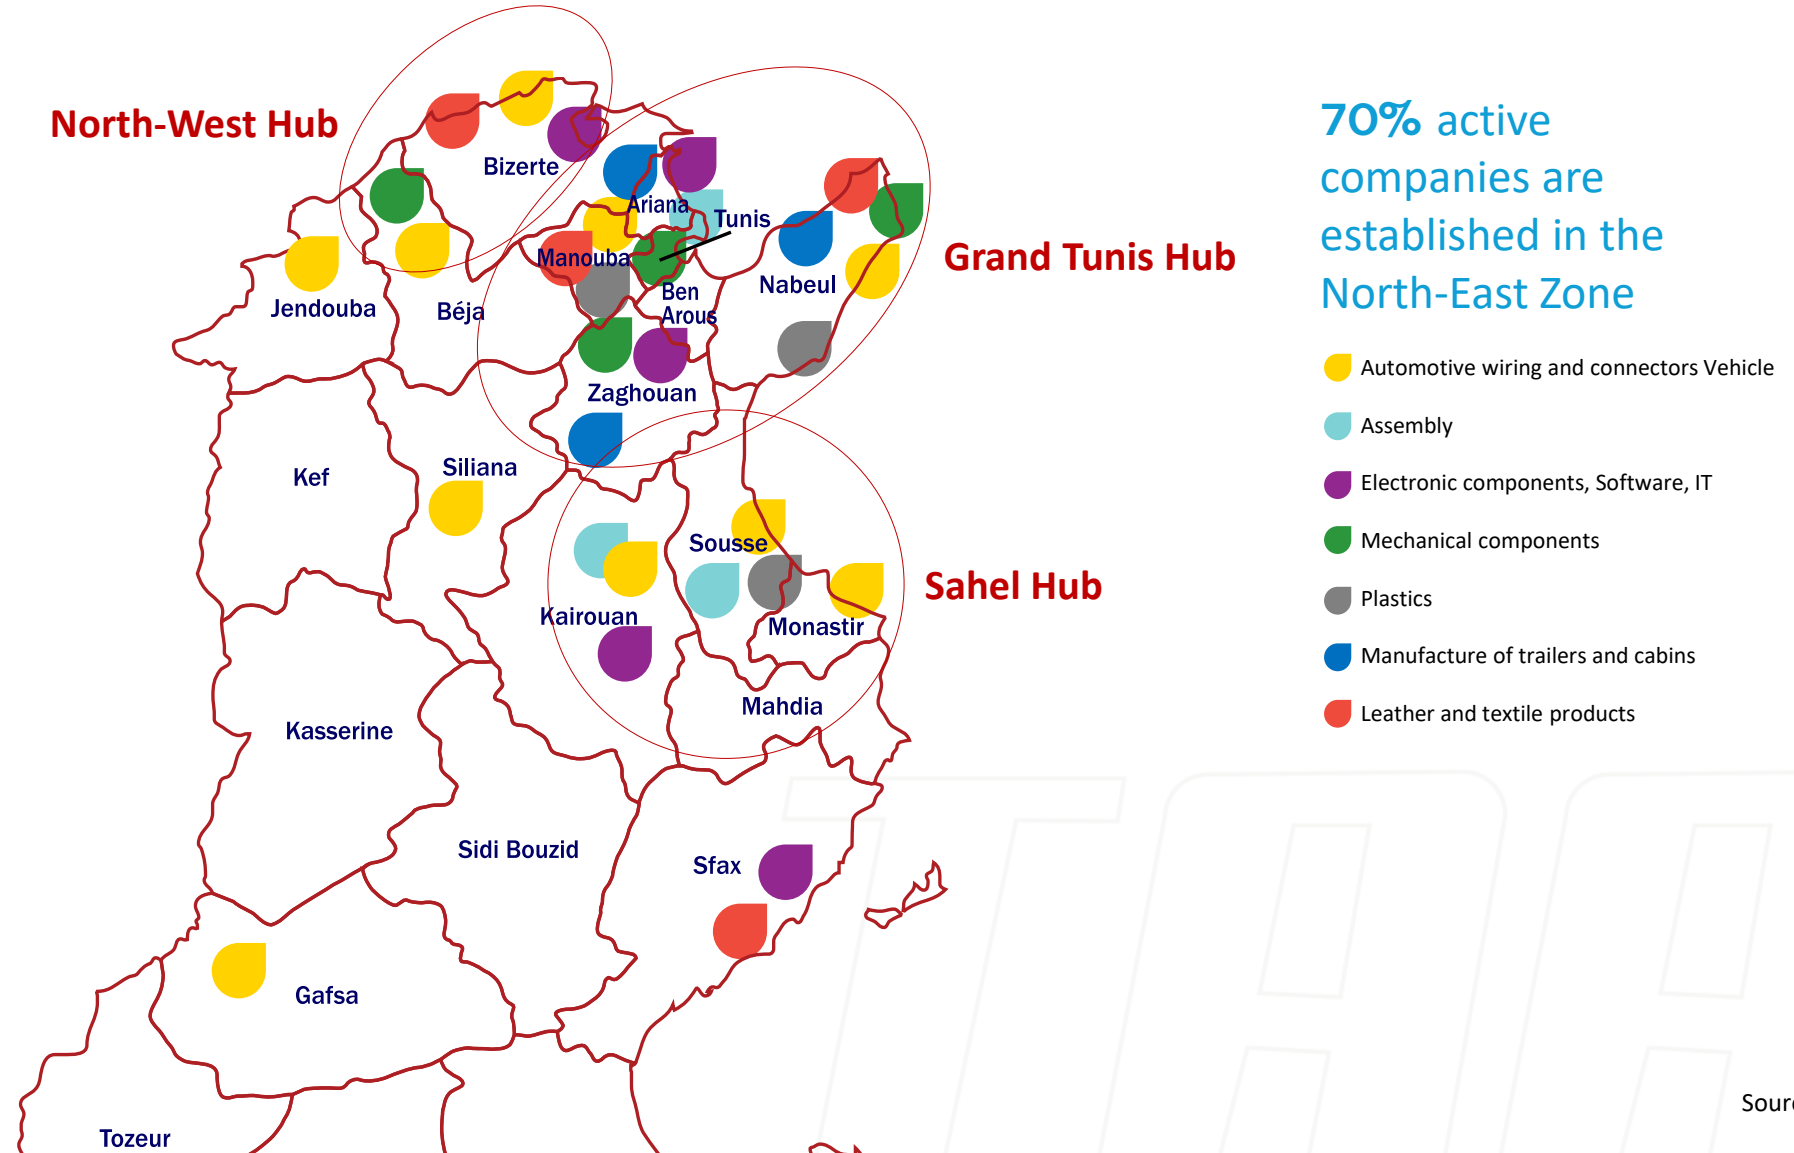 North-West Hub
Bizerte
Ariana
Tunis
Manouba
Grand Tunis Hub
Nabeul
Ben
Arous
Jendouba
Béja
Zaghouan
Kef
Siliana
Sousse
Sahel Hub
Kairouan
Monastir
Mahdia
Kasserine
Sidi Bouzid
Sfax
Gafsa
Tozeur
70% active
companies are
established in the
North-East Zone
Automotive wiring and connectors Vehicle
Assembly
Electronic components, Software, IT
Mechanical components
Plastics
Manufacture of trailers and cabins
Leather and textile products